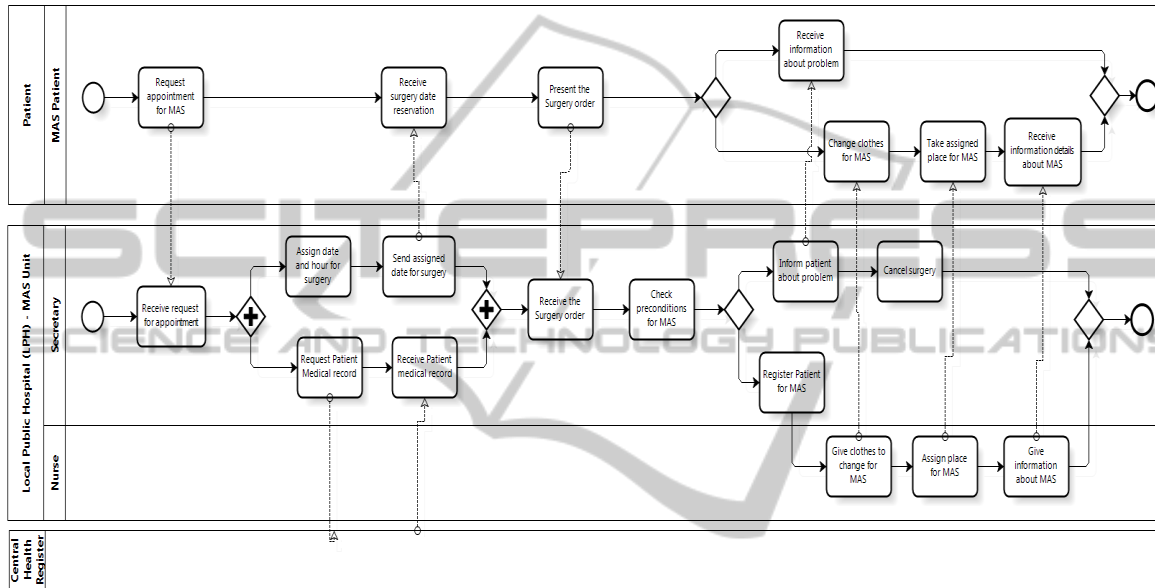 Patient
MAS Patient
Request
appointment
for MAS
Receive
surgery date
reservation
Present the
Surgery order
Receive
information
about problem
Change clothes
for MAS
Take assigned
place for MAS
Receive
information details
about MAS
SCITEPRESS
SCIENCE AND TECHNOLOGY PUBLICATIONS
Local Public Hospital (LPH) - MAS Unit
Secretary
Receive request
for appointment
Assign date
and hour for
surgery
Send assigned
date for surgery
Request Patient
Medical record
Receive Patient
medical record
Receive the
Surgery order
Check
preconditions
for MAS
Inform patient
about problem
Cancel surgery
Register Patient
for MAS
Nurse
Give clothes to
change for
MAS
Assign place
for MAS
Give
information
about MAS
Central
Health
Register